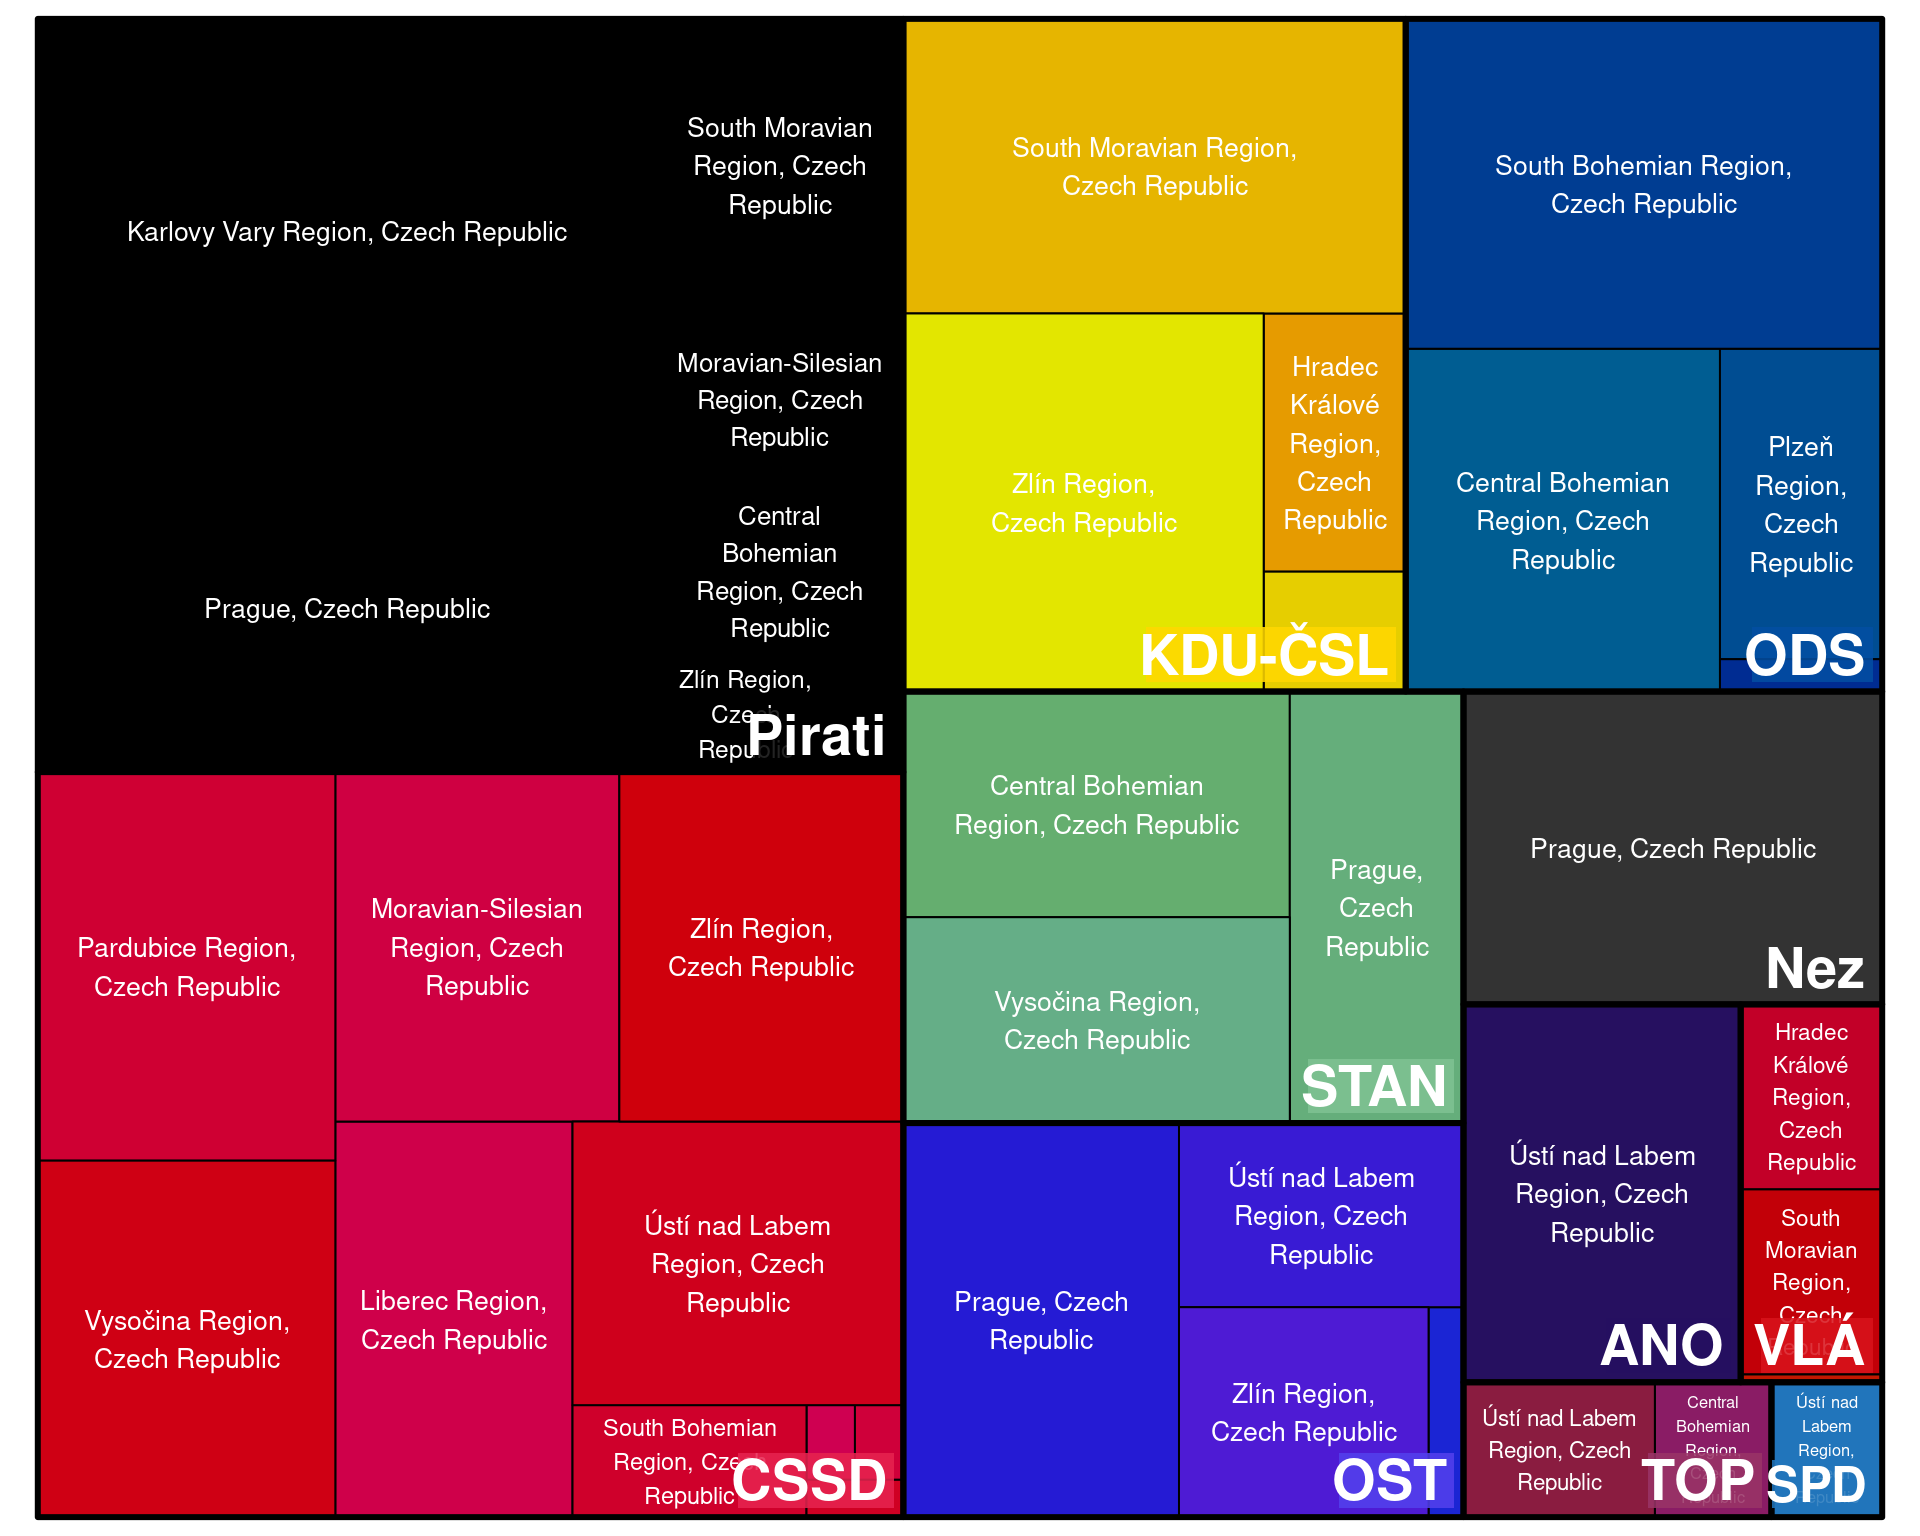 Karlovy Vary Region, Czech Republic
South Moravian
Region, Czech
Republic
Moravian-Silesian
Region, Czech
Republic
Prague, Czech Republic
Central
Bohemian
Region, Czech
Republic
Zlín Region,
Czech
Republic
Pirati
South Moravian Region,
Czech Republic
Zlín Region,
Czech Republic
Hradec
Králové
Region,
Czech
Republic
KDU-ČSL
South Bohemian Region,
Czech Republic
Central Bohemian
Region, Czech
Republic
Plzeň
Region,
Czech
Republic
ODS
Pardubice Region,
Czech Republic
Moravian-Silesian
Region, Czech
Republic
Zlín Region,
Czech Republic
Vysočina Region,
Czech Republic
Liberec Region,
Czech Republic
Ústí nad Labem
Region, Czech
Republic
South Bohemian
Region, Czech
Republic
CSSD
Central Bohemian
Region, Czech Republic
Vysočina Region,
Czech Republic
Prague,
Czech
Republic
STAN
Prague, Czech
Republic
Ústí nad Labem
Region, Czech
Republic
Zlín Region,
Czech Republic
OST
Prague, Czech Republic
Nez
Ústí nad Labem
Region, Czech
Republic
ANO
Hradec
Králové
Region,
Czech
Republic
South
Moravian
Region,
Czech
Republic
VLÁ
Ústí nad Labem
Region, Czech
Republic
Central
Bohemian
Region,
TOP
Ústí nad
Labem
Region,
SPD